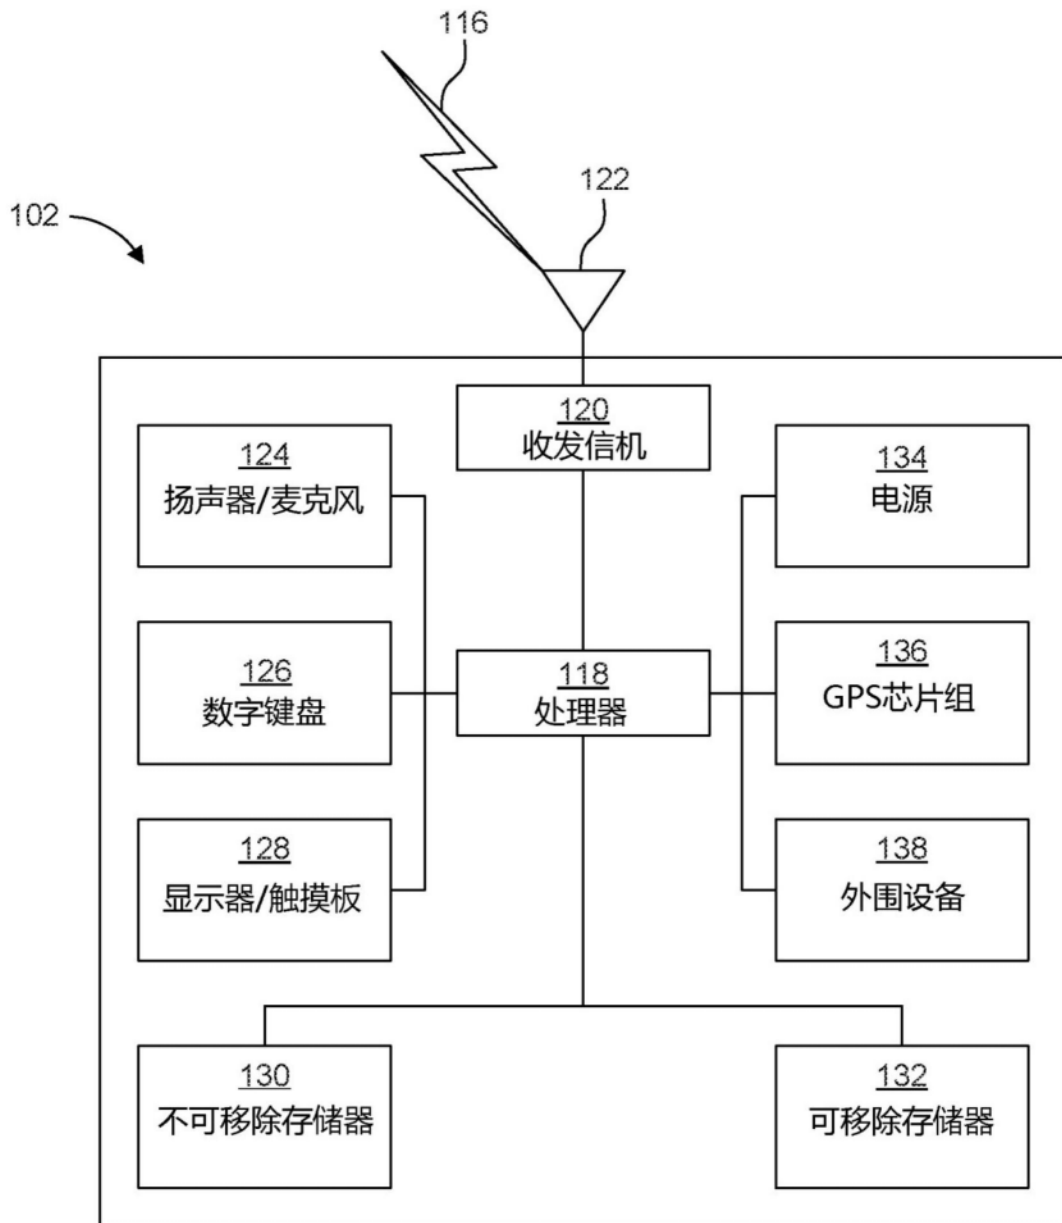 116
122
102
120
收发信机
124
扬声器/麦克风
134
电源
126
数字键盘
118
处理器
136
GPS芯片组
128
显示器/触摸板
138
外围设备
130
不可移除存储器
132
可移除存储器